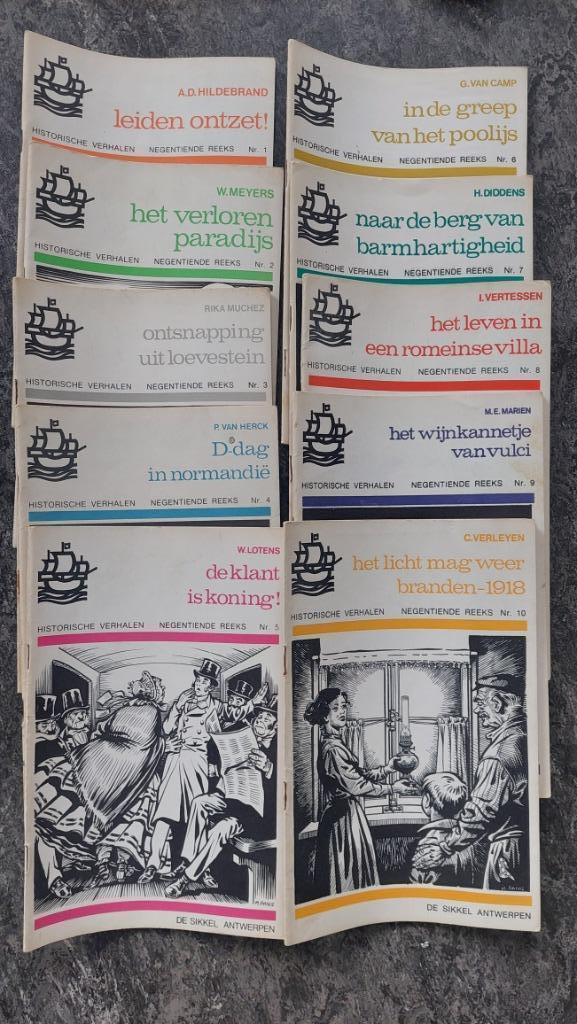 A.D. HILDEBRAND
leiden ontzet!
HISTORISCHE VERHALEN NEGENTIENDE REEKS Nr. 1
W. MEYERS
het verloren
paradijs
HISTORISCHE VERHALEN NEGENTIENDE REEKS Nr. 2
RIKA MUCHEZ
ontsnapping
uit loevestein
HISTORISCHE VERHALEN NEGENTIENDE REEKS Nr. 3
P. VAN HERCK
D-dag
in normandië
HISTORISCHE VERHALEN NEGENTIENDE REEKS Nr. 4
W. LOTENS
de klant
is koning!
HISTORISCHE VERHALEN NEGENTIENDE REEKS Nr. 5
DE SIKKEL ANTWERPEN
G. VAN CAMP
in de greep
van het poolijs
HISTORISCHE VERHALEN NEGENTIENDE REEKS Nr. 6
H. DIDDENS
naar de berg van
barmhartigheid
HISTORISCHE VERHALEN NEGENTIENDE REEKS Nr. 7
I. VERTESSEN
het leven in
een romeinse villa
HISTORISCHE VERHALEN NEGENTIENDE REEKS Nr. 8
M.E. MARIEN
het wijnkannetje
van vulci
HISTORISCHE VERHALEN NEGENTIENDE REEKS Nr. 9
C. VERLEYEN
het licht mag weer
branden-1918
HISTORISCHE VERHALEN NEGENTIENDE REEKS Nr. 10
DE SIKKEL ANTWERPEN